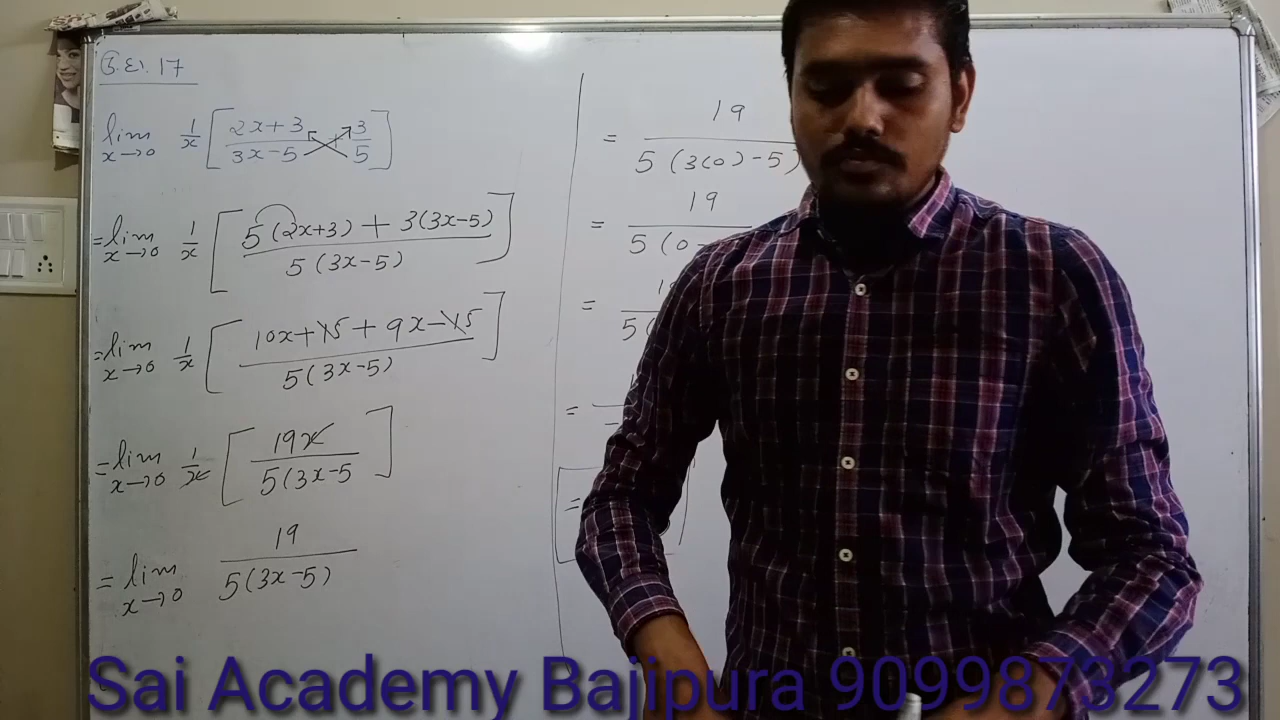 ઉ.દા. 17
lim x→0 1/x [ 2x+3 / 3x-5 + 3/5 ]
= lim x→0 1/x [ 5(2x+3) + 3(3x-5) / 5(3x-5) ]
= lim x→0 1/x [ 10x+15 + 9x-15 / 5(3x-5) ]
= lim x→0 1/x [ 19x / 5(3x-5 ]
= lim x→0 19 / 5(3x-5)
= 19 / 5(3(0)-5)
= 19 / 5(0-
=
=
=
Sai Academy Bajipura 9099873273